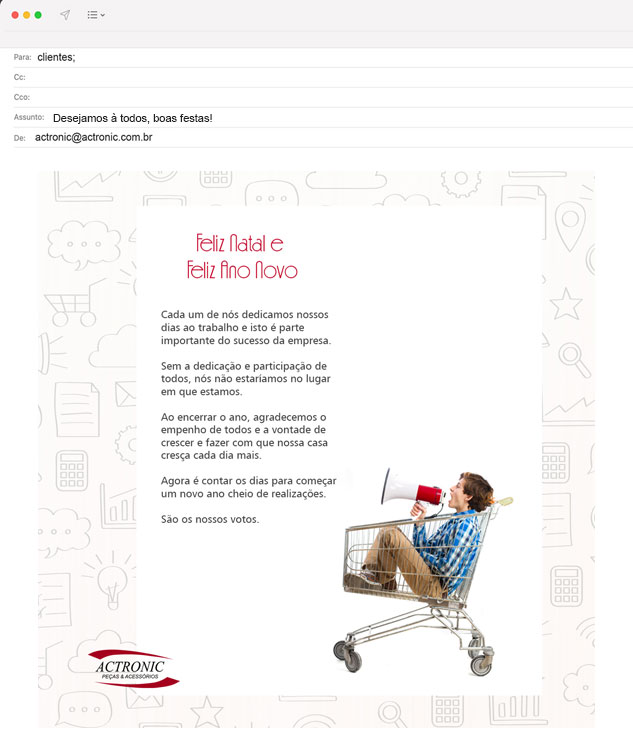 Para: clientes;
Cc:
Cco:
Assunto: Desejamos à todos, boas festas!
De: actronic@actronic.com.br
Feliz Natal e
Feliz Ano Novo
Cada um de nós dedicamos nossos
dias ao trabalho e isto é parte
importante do sucesso da empresa.
Sem a dedicação e participação de
todos, nós não estaríamos no lugar
em que estamos.
Ao encerrar o ano, agradecemos o
empenho de todos e a vontade de
crescer e fazer com que nossa casa
cresça cada dia mais.
Agora é contar os dias para começar
um novo ano cheio de realizações.
São os nossos votos.
ACTRONIC
PEÇAS & ACESSÓRIOS